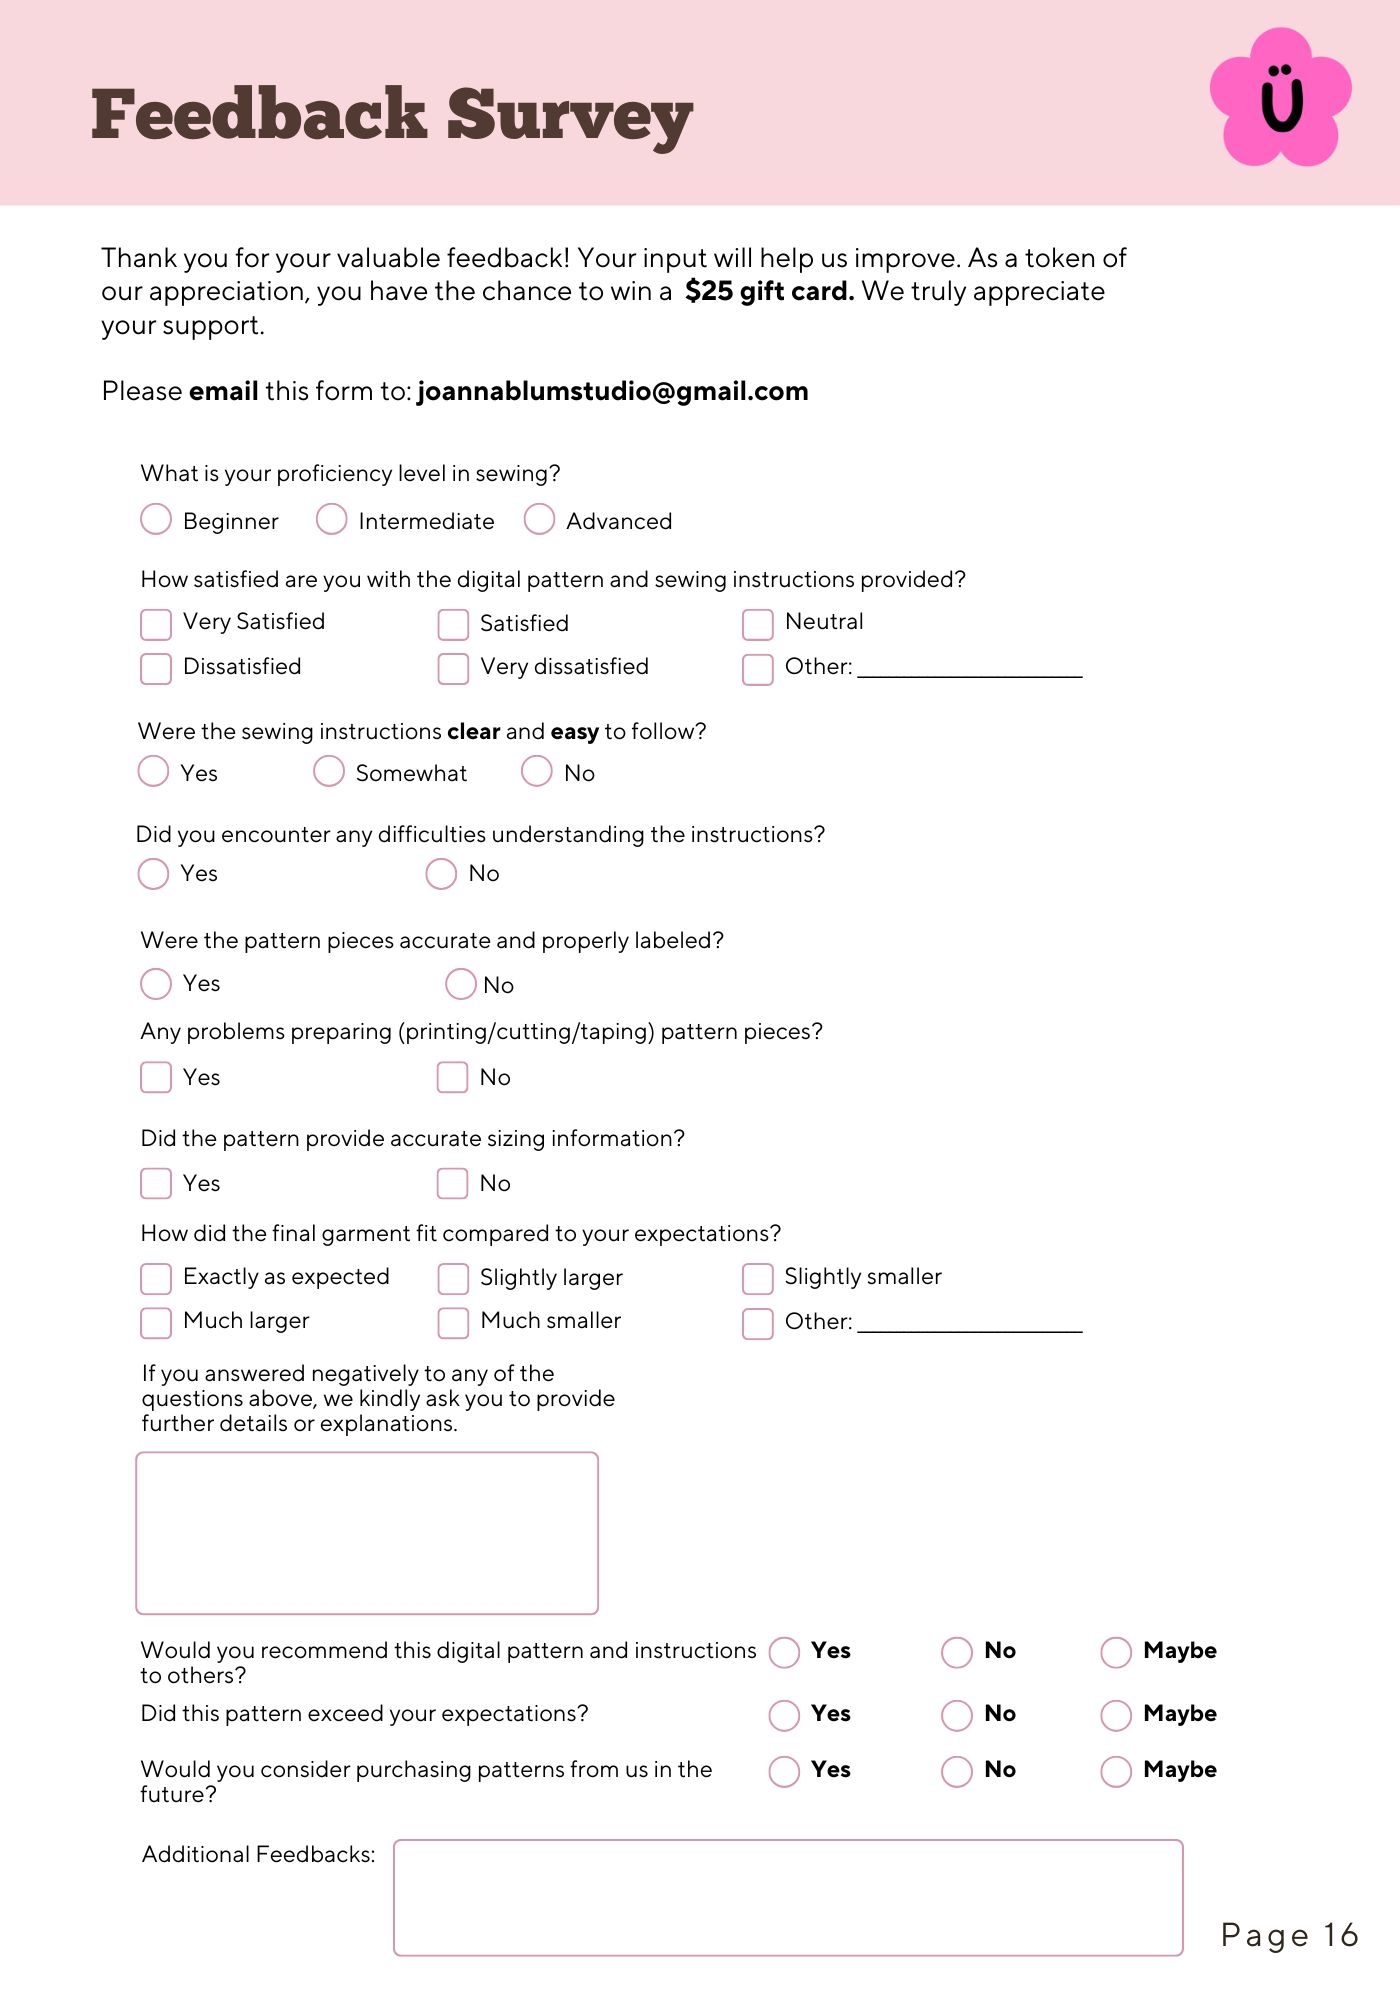 Feedback Survey
Ü
Thank you for your valuable feedback! Your input will help us improve. As a token of
our appreciation, you have the chance to win a $25 gift card. We truly appreciate
your support.
Please email this form to: joannablumstudio@gmail.com
What is your proficiency level in sewing?
Beginner Intermediate Advanced
How satisfied are you with the digital pattern and sewing instructions provided?
Very Satisfied Satisfied Neutral
Dissatisfied Very dissatisfied Other: ___________________
Were the sewing instructions clear and easy to follow?
Yes Somewhat No
Did you encounter any difficulties understanding the instructions?
Yes No
Were the pattern pieces accurate and properly labeled?
Yes No
Any problems preparing (printing/cutting/taping) pattern pieces?
Yes No
Did the pattern provide accurate sizing information?
Yes No
How did the final garment fit compared to your expectations?
Exactly as expected Slightly larger Slightly smaller
Much larger Much smaller Other: ___________________
If you answered negatively to any of the
questions above, we kindly ask you to provide
further details or explanations.
Would you recommend this digital pattern and instructions Yes No Maybe
to others?
Did this pattern exceed your expectations? Yes No Maybe
Would you consider purchasing patterns from us in the Yes No Maybe
future?
Additional Feedbacks:
Page 16